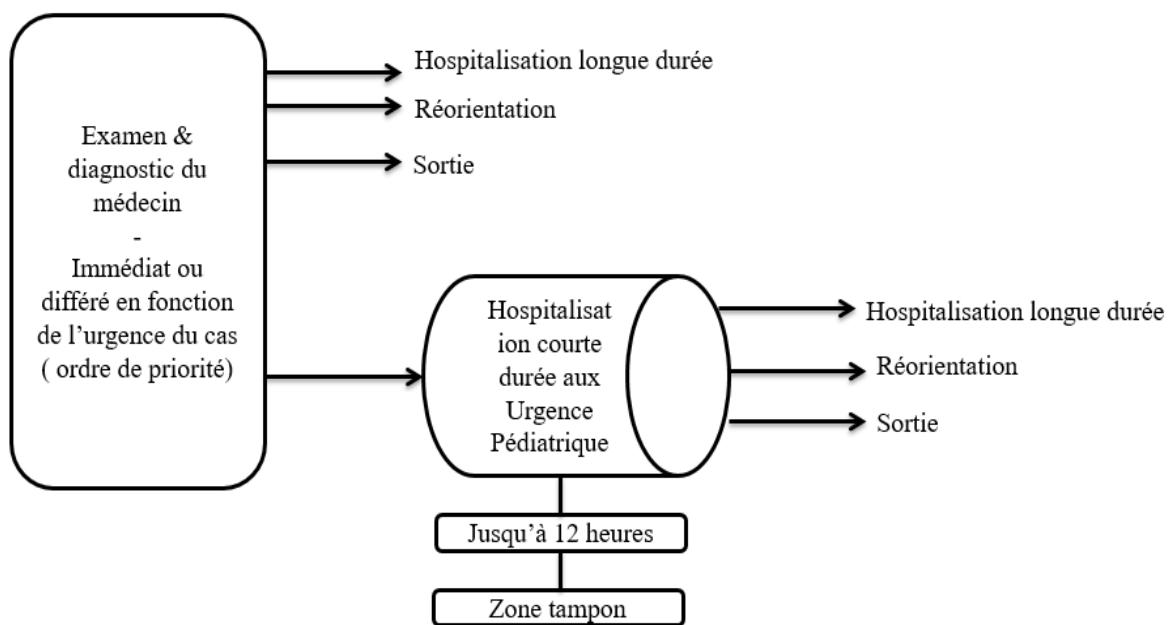 Examen &
diagnostic du
médecin
-
Immédiat ou
différé en fonction
de l’urgence du cas
( ordre de priorité)
Hospitalisation longue durée
Réorientation
Sortie
Hospitalisat
ion courte
durée aux
Urgence
Pédiatrique
Hospitalisation longue durée
Réorientation
Sortie
Jusqu’à 12 heures
Zone tampon